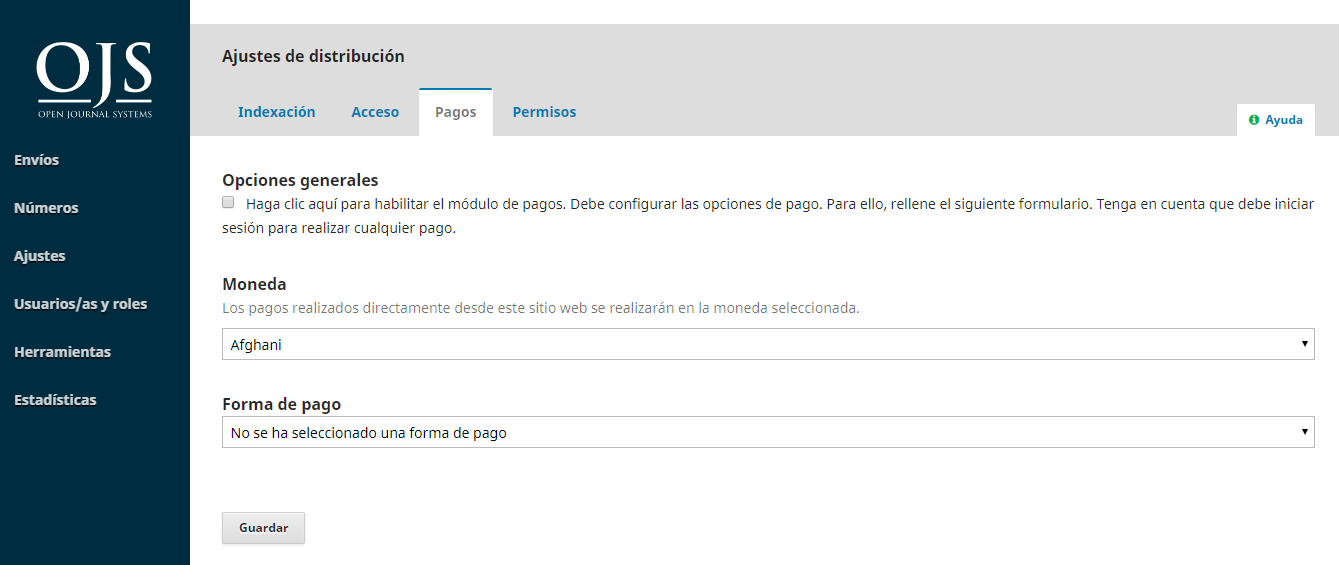 OJS
OPEN JOURNAL SYSTEMS
Envíos
Números
Ajustes
Usuarios/as y roles
Herramientas
Estadísticas
Ajustes de distribución
Indexación
Acceso
Pagos
Permisos
Ayuda
Opciones generales
Haga clic aquí para habilitar el módulo de pagos. Debe configurar las opciones de pago. Para ello, rellene el siguiente formulario. Tenga en cuenta que debe iniciar
sesión para realizar cualquier pago.
Moneda
Los pagos realizados directamente desde este sitio web se realizarán en la moneda seleccionada.
Afghani
Forma de pago
No se ha seleccionado una forma de pago
Guardar